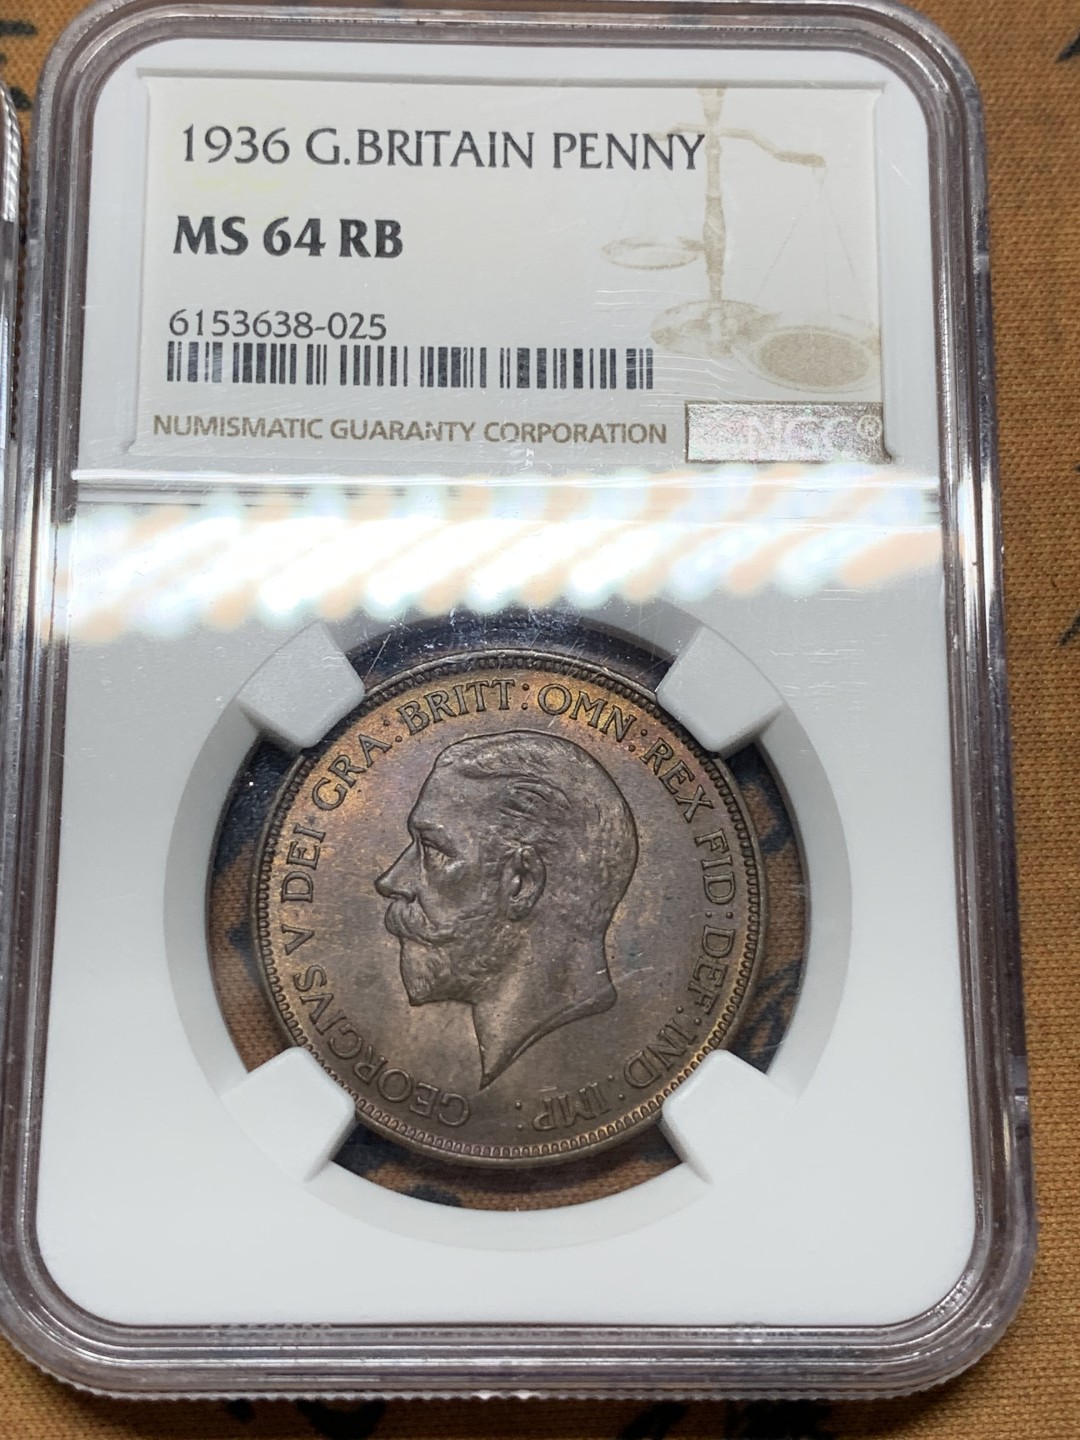 1936 G.BRITAIN PENNY
MS 64 RB
6153638-025
NUMISMATIC GUARANTY CORPORATION
NGC®
GEORGIVS V DEI GRA: BRITT: OMN: REX FID: DEF: IND: IMP: